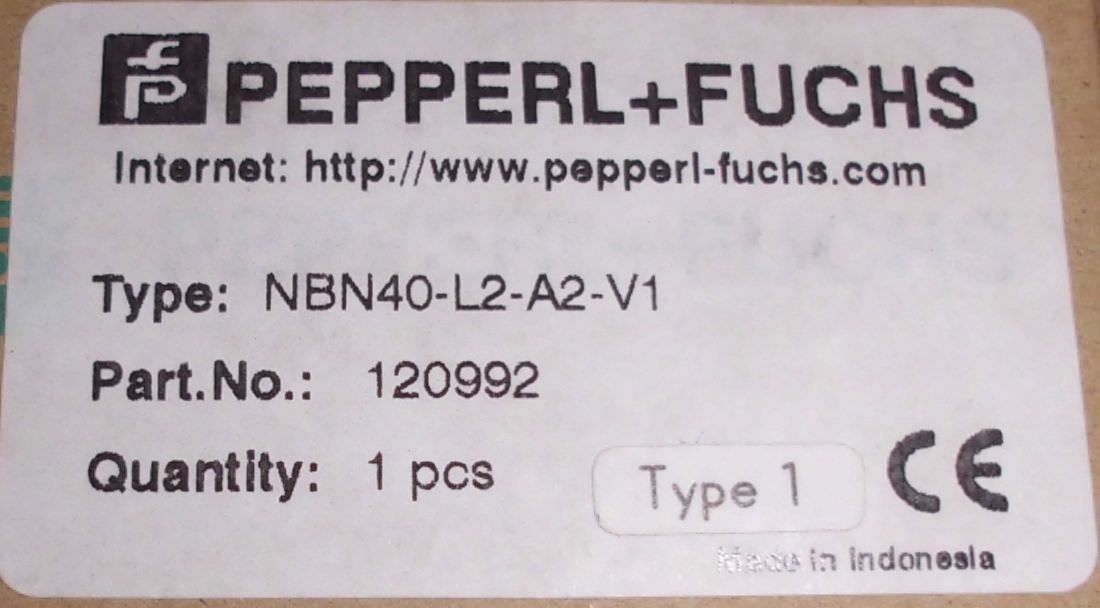 fp PEPPERL+FUCHS
Internet: http://www.pepperl-fuchs.com
Type: NBN40-L2-A2-V1
Part.No.: 120992
Quantity: 1 pcs
Type 1
CE
Made in Indonesia